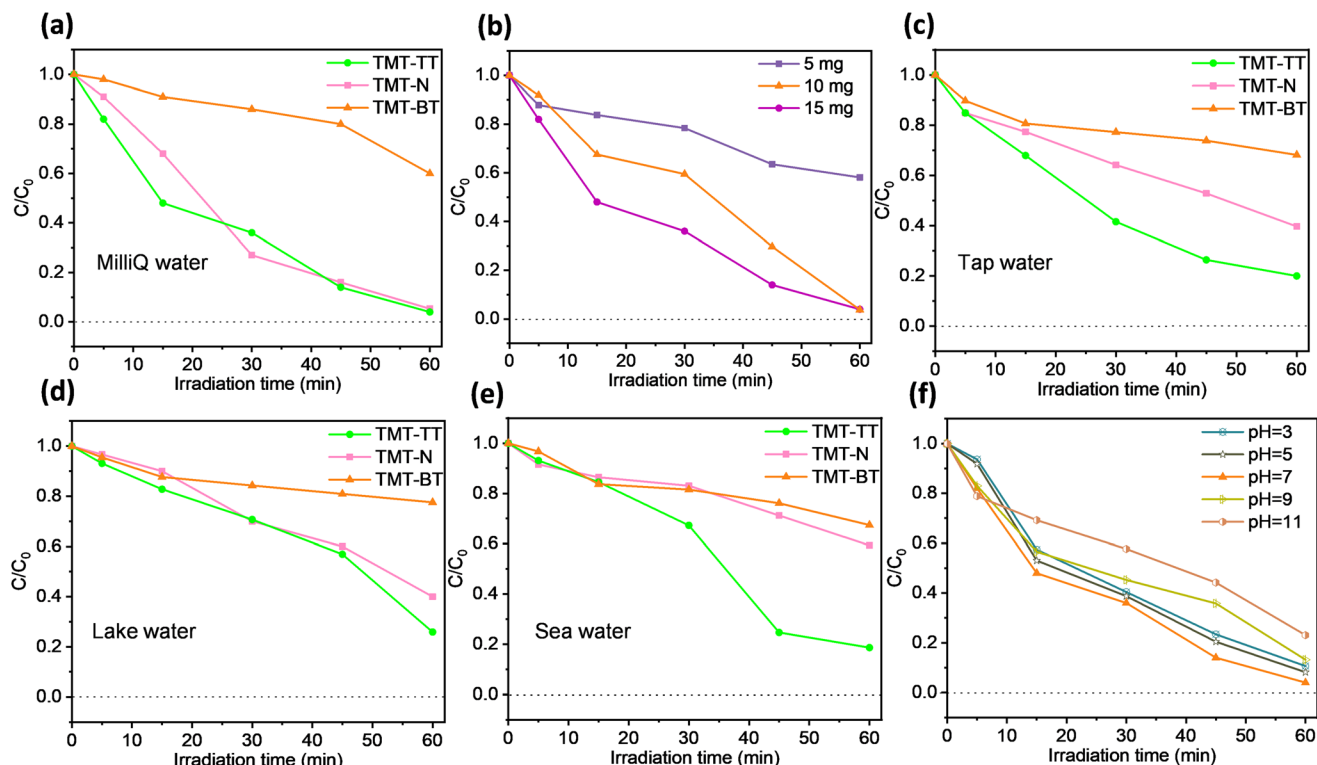 (a)
TMT-TT
TMT-N
TMT-BT
1.0
0.8
0.6
0.4
0.2
0.0
C/C0
MilliQ water
0 10 20 30 40 50 60
Irradiation time (min)
(b)
5 mg
10 mg
15 mg
1.0
0.8
0.6
0.4
0.2
0.0
C/C0
0 10 20 30 40 50 60
Irradiation time (min)
(c)
TMT-TT
TMT-N
TMT-BT
1.0
0.8
0.6
0.4
0.2
0.0
C/C0
Tap water
0 10 20 30 40 50 60
Irradiation time (min)
(d)
TMT-TT
TMT-N
TMT-BT
1.0
0.8
0.6
0.4
0.2
0.0
C/C0
Lake water
0 10 20 30 40 50 60
Irradiation time (min)
(e)
TMT-TT
TMT-N
TMT-BT
1.0
0.8
0.6
0.4
0.2
0.0
C/C0
Sea water
0 10 20 30 40 50 60
Irradiation time (min)
(f)
pH=3
pH=5
pH=7
pH=9
pH=11
1.0
0.8
0.6
0.4
0.2
0.0
C/C0
0 10 20 30 40 50 60
Irradiation time (min)